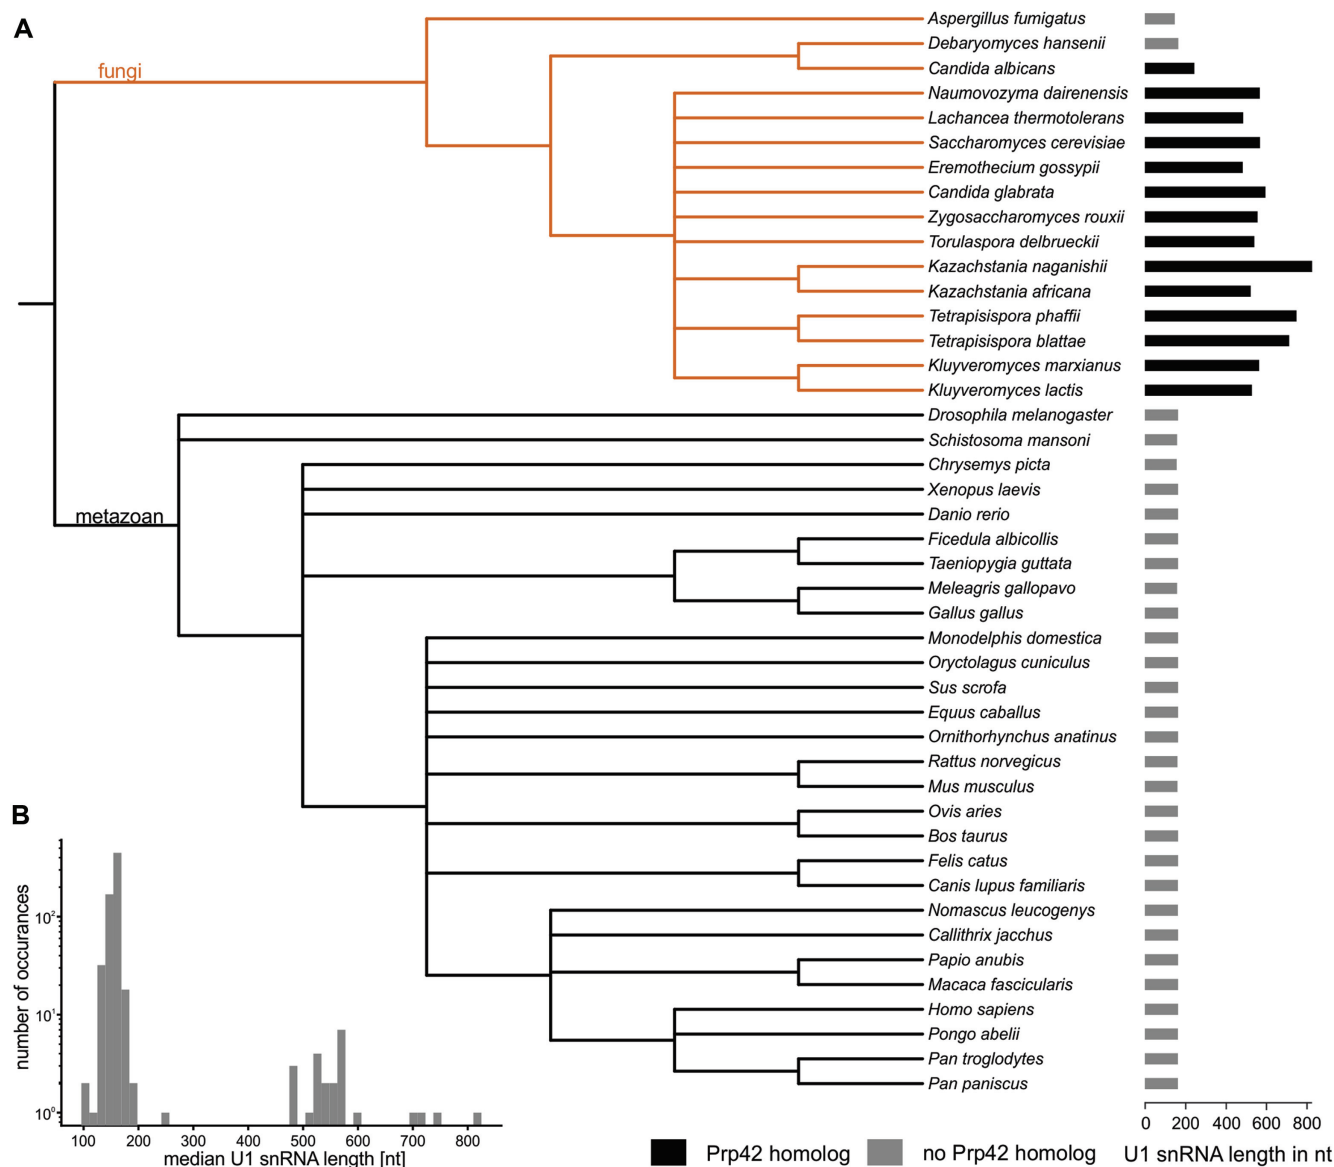 A
fungi
Aspergillus fumigatus
Debaryomyces hansenii
Candida albicans
Naumovozyma dairenensis
Lachancea thermotolerans
Saccharomyces cerevisiae
Eremothecium gossypii
Candida glabrata
Zygosaccharomyces rouxii
Torulaspora delbrueckii
Kazachstania naganishii
Kazachstania africana
Tetrapisispora phaffii
Tetrapisispora blattae
Kluyveromyces marxianus
Kluyveromyces lactis
Drosophila melanogaster
Schistosoma mansoni
Chrysemys picta
Xenopus laevis
metazoan
Danio rerio
Ficedula albicollis
Taeniopygia guttata
Meleagris gallopavo
Gallus gallus
Monodelphis domestica
Oryctolagus cuniculus
Sus scrofa
Equus caballus
Ornithorhynchus anatinus
Rattus norvegicus
Mus musculus
Ovis aries
Bos taurus
Felis catus
Canis lupus familiaris
Nomascus leucogenys
Callithrix jacchus
Papio anubis
Macaca fascicularis
Homo sapiens
Pongo abelii
Pan troglodytes
Pan paniscus
0 200 400 600 800
U1 snRNA length in nt
Prp42 homolog
no Prp42 homolog
B
number of occurances
10²
10¹
10⁰
100 200 300 400 500 600 700 800
median U1 snRNA length [nt]